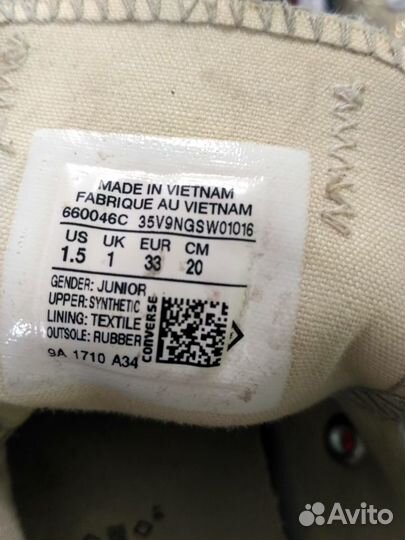 MADE IN VIETNAM
FABRIQUE AU VIETNAM
660046C 35V9NGSW01016
US UK EUR CM
1.5 1 33 20
GENDER: JUNIOR
UPPER: SYNTHETIC
LINING: TEXTILE
OUTSOLE: RUBBER
9A 1710 A34
CONVERSE
Avito